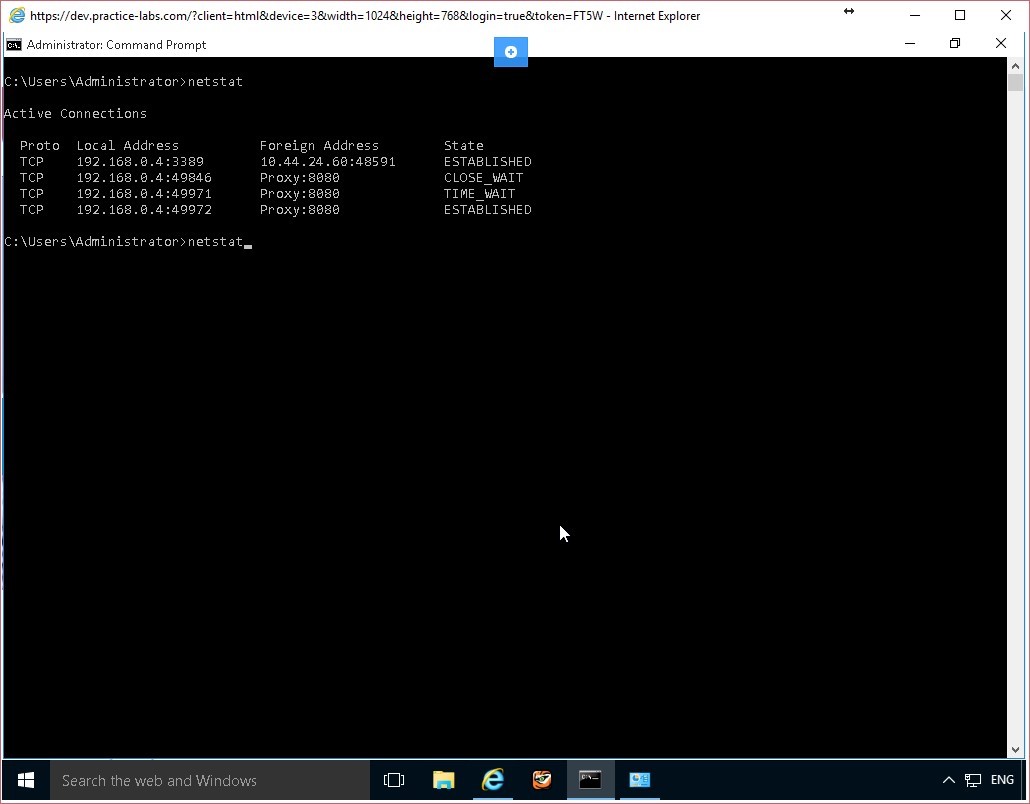 https://dev.practice-labs.com/?client=html&device=3&width=1024&height=768&login=true&token=FT5W - Internet Explorer
Administrator: Command Prompt
C:\Users\Administrator>netstat
Active Connections
Proto Local Address Foreign Address State
TCP 192.168.0.4:3389 10.44.24.60:48591 ESTABLISHED
TCP 192.168.0.4:49846 Proxy:8080 CLOSE_WAIT
TCP 192.168.0.4:49971 Proxy:8080 TIME_WAIT
TCP 192.168.0.4:49972 Proxy:8080 ESTABLISHED
C:\Users\Administrator>netstat_
Search the web and Windows
ENG